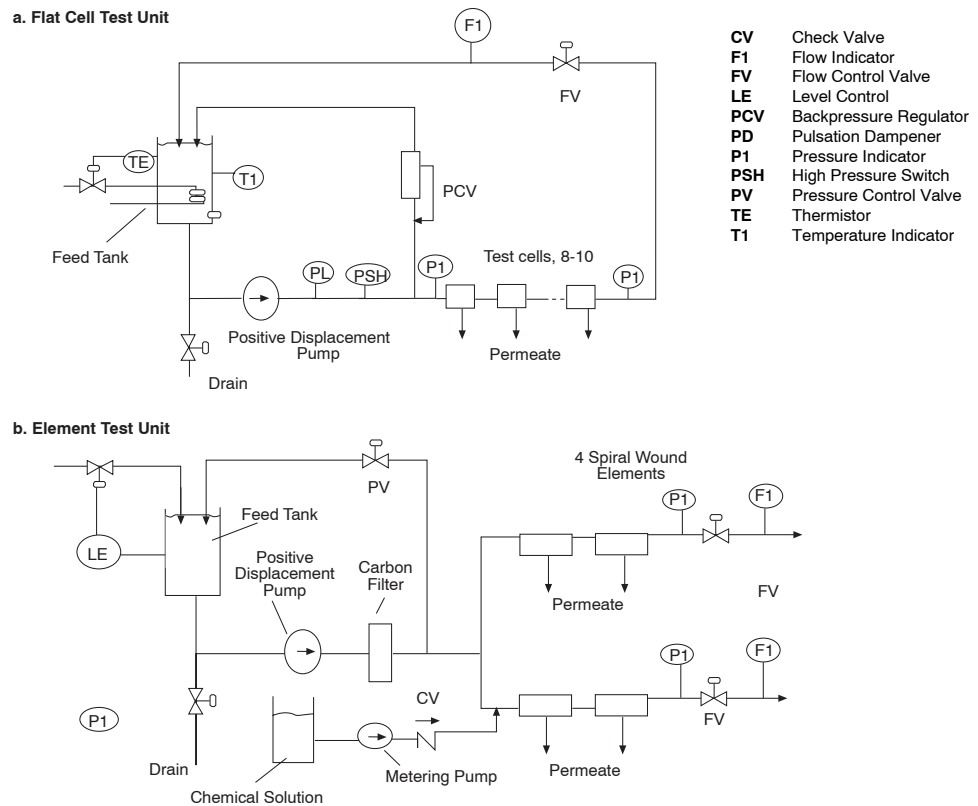 a. Flat Cell Test Unit
F1
FV
TE
T1
PCV
Feed Tank
PL
PSH
P1
Test cells, 8-10
P1
Positive Displacement
Pump
Permeate
Drain
CV Check Valve
F1 Flow Indicator
FV Flow Control Valve
LE Level Control
PCV Backpressure Regulator
PD Pulsation Dampener
P1 Pressure Indicator
PSH High Pressure Switch
PV Pressure Control Valve
TE Thermistor
T1 Temperature Indicator
b. Element Test Unit
PV
4 Spiral Wound
Elements
P1
F1
Feed Tank
LE
Positive
Displacement
Pump
Carbon
Filter
Permeate
FV
P1
F1
CV
FV
P1
Drain
Metering Pump
Permeate
Chemical Solution